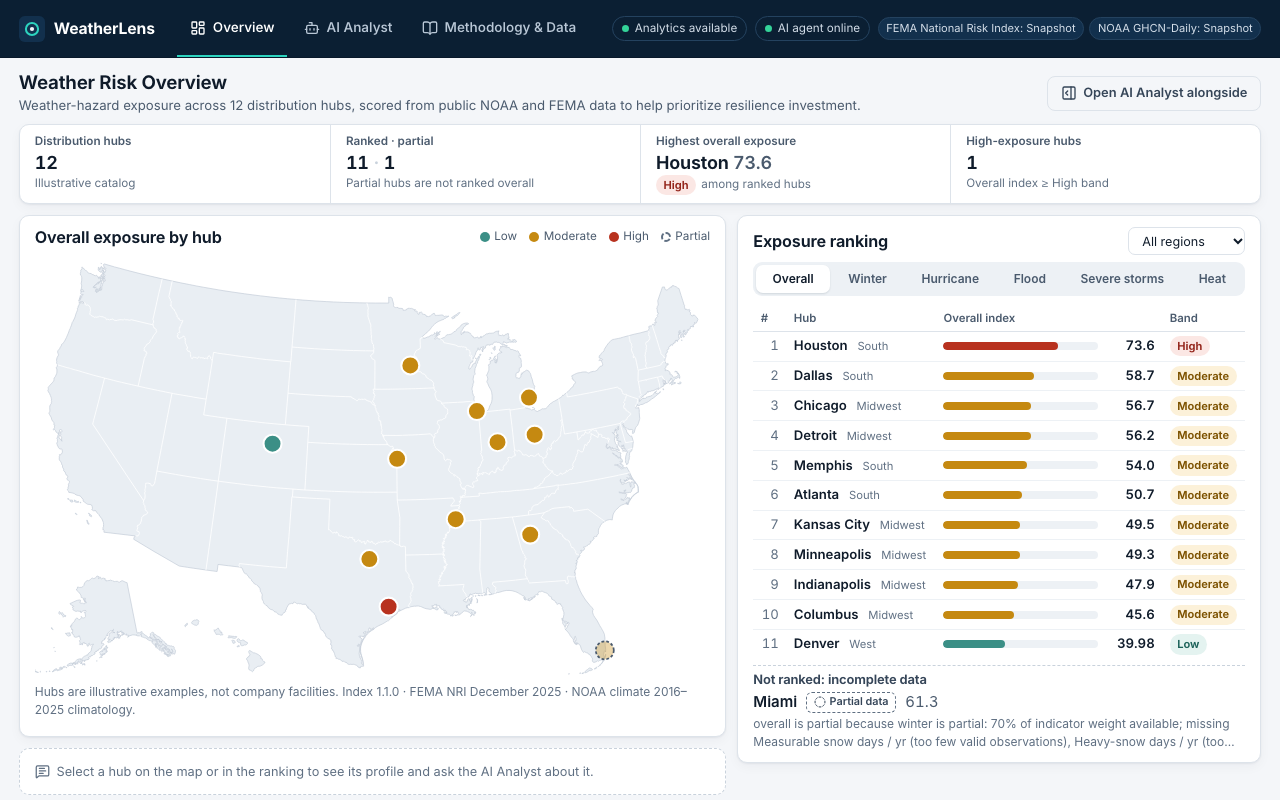 WeatherLens
Overview
AI Analyst
Methodology & Data
Analytics available
AI agent online
FEMA National Risk Index: Snapshot
NOAA GHCN-Daily: Snapshot
Weather Risk Overview
Weather-hazard exposure across 12 distribution hubs, scored from public NOAA and FEMA data to help prioritize resilience investment.
Open AI Analyst alongside
Distribution hubs
12
Illustrative catalog
Ranked · partial
11 · 1
Partial hubs are not ranked overall
Highest overall exposure
Houston 73.6
High among ranked hubs
High-exposure hubs
1
Overall index ≥ High band
Overall exposure by hub
Low
Moderate
High
Partial
Hubs are illustrative examples, not company facilities. Index 1.1.0 · FEMA NRI December 2025 · NOAA climate 2016–
2025 climatology.
Select a hub on the map or in the ranking to see its profile and ask the AI Analyst about it.
Exposure ranking
All regions
Overall Winter Hurricane Flood Severe storms Heat
# Hub Overall index Band
1 Houston South 73.6 High
2 Dallas South 58.7 Moderate
3 Chicago Midwest 56.7 Moderate
4 Detroit Midwest 56.2 Moderate
5 Memphis South 54.0 Moderate
6 Atlanta South 50.7 Moderate
7 Kansas City Midwest 49.5 Moderate
8 Minneapolis Midwest 49.3 Moderate
9 Indianapolis Midwest 47.9 Moderate
10 Columbus Midwest 45.6 Moderate
11 Denver West 39.98 Low
Not ranked: incomplete data
Miami Partial data 61.3
overall is partial because winter is partial: 70% of indicator weight available; missing
Measurable snow days / yr (too few valid observations), Heavy-snow days / yr (too...